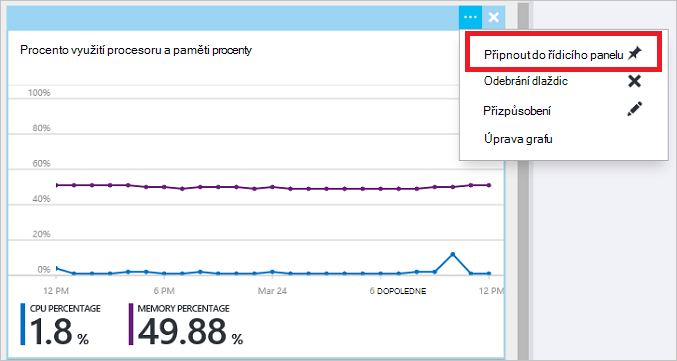 Procento využití procesoru a paměti procenty
Připnout do řídicího panelu
Odebrání dlaždic
Přizpůsobení
Úprava grafu
100%
80%
60%
40%
20%
0%
12 PM 6 PM Mar 24 6 DOPOLEDNE 12 PM
CPU PERCENTAGE MEMORY PERCENTAGE
1.8 % 49.88 %